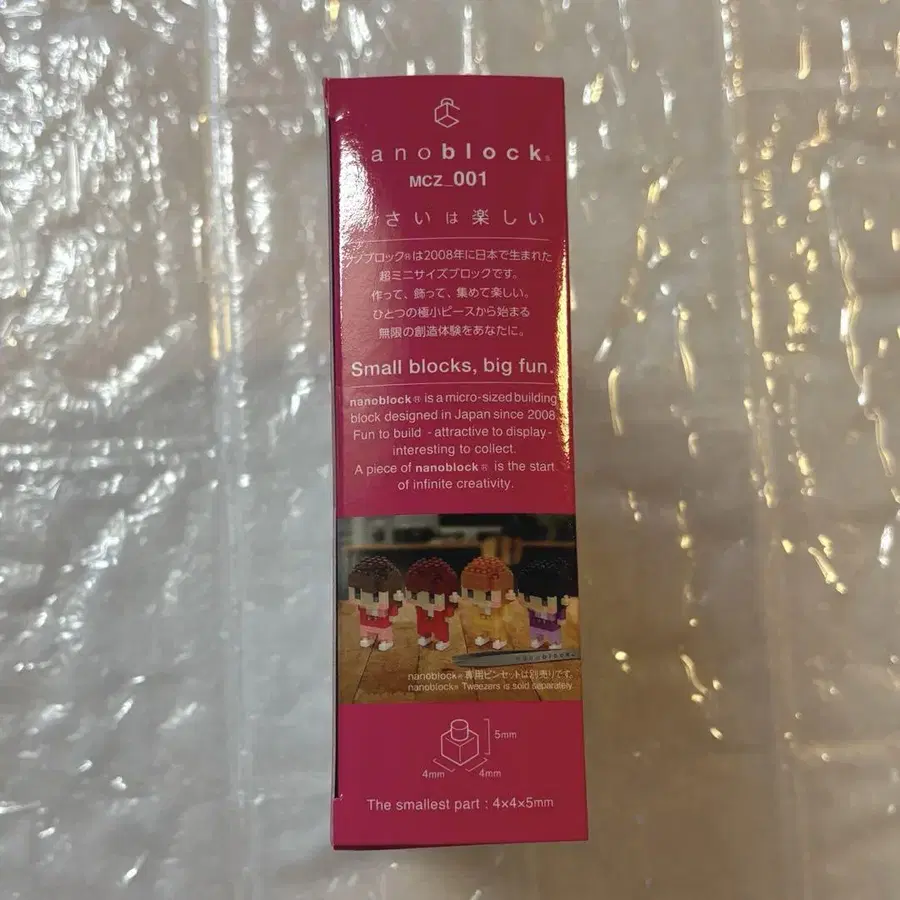 nanoblock®
MCZ_001
さいは楽しい
ナノブロック®は2008年に日本で生まれた
超ミニサイズブロックです。
作って、飾って、集めて楽しい。
ひとつの極小ピースから始まる
無限の創造体験をあなたに。
Small blocks, big fun.
nanoblock® is a micro-sized building
block designed in Japan since 2008.
Fun to build - attractive to display-
interesting to collect.
A piece of nanoblock® is the start
of infinite creativity.
nanoblock
nanoblock®専用ピンセットは別売りです。
nanoblock® Tweezers is sold separately.
5mm
4mm
4mm
The smallest part : 4×4×5mm